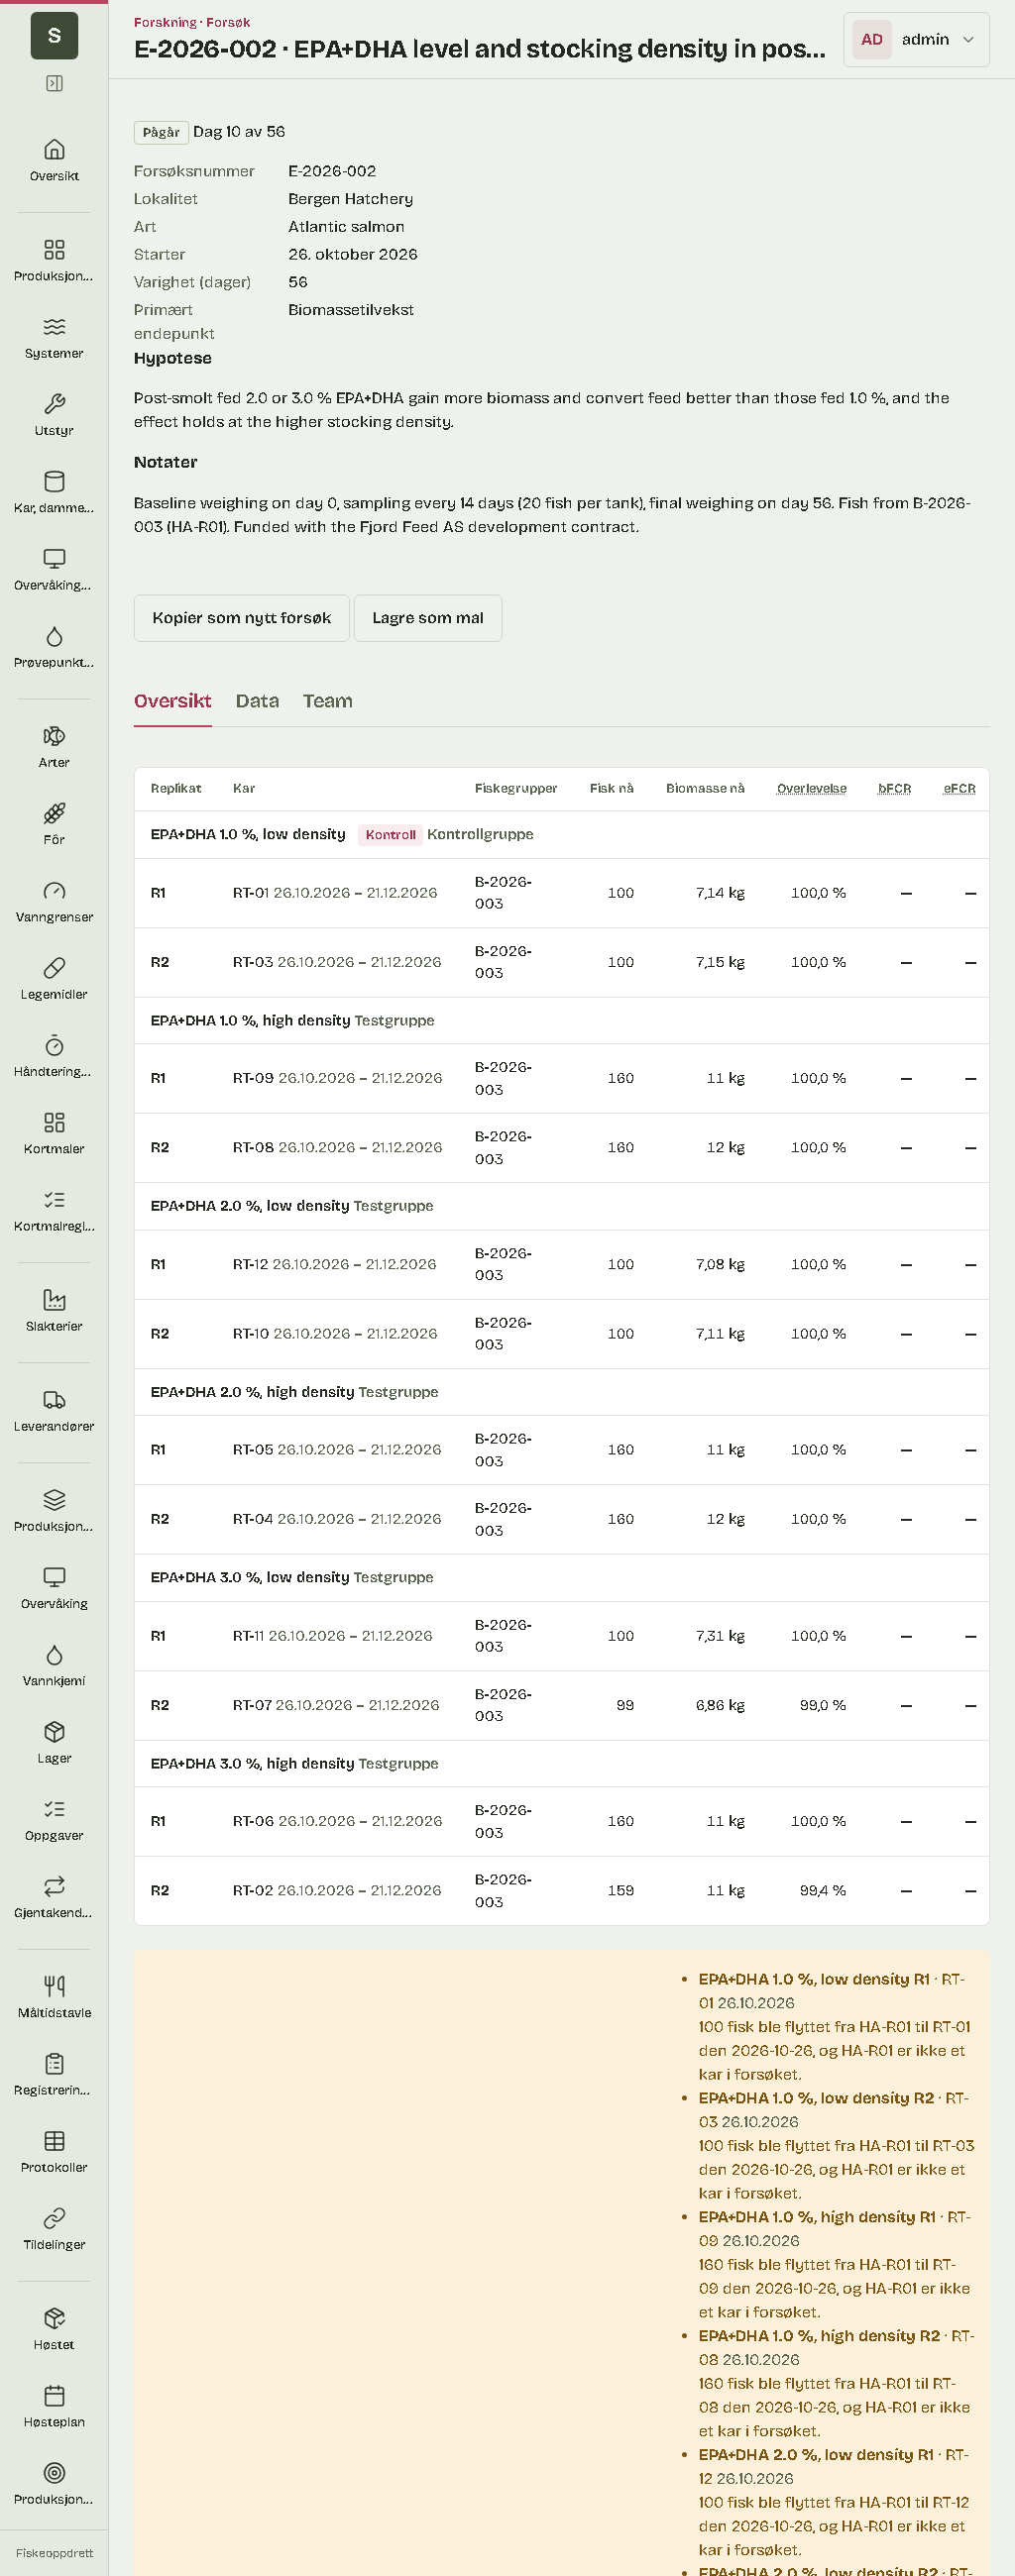 S
Oversikt
Produksjon...
Systemer
Utstyr
Kar, damme...
Overvåking...
Prøvepunkt...
Arter
Fôr
Vanngrenser
Legemidler
Håndtering...
Kortmaler
Kortmalregl...
Slakterier
Leverandører
Produksjon...
Overvåking
Vannkjemi
Lager
Oppgaver
Gjentakend...
Måltidstavle
Registrerin...
Protokoller
Tildelinger
Høstet
Høsteplan
Produksjon...
Fiskeoppdrett
Forskning · Forsøk
E-2026-002 · EPA+DHA level and stocking density in pos...
AD admin
Pågår Dag 10 av 56
Forsøksnummer E-2026-002
Lokalitet Bergen Hatchery
Art Atlantic salmon
Starter 26. oktober 2026
Varighet (dager) 56
Primært Biomassetilvekst
endepunkt
Hypotese
Post-smolt fed 2.0 or 3.0 % EPA+DHA gain more biomass and convert feed better than those fed 1.0 %, and the
effect holds at the higher stocking density.
Notater
Baseline weighing on day 0, sampling every 14 days (20 fish per tank), final weighing on day 56. Fish from B-2026-
003 (HA-R01). Funded with the Fjord Feed AS development contract.
Kopier som nytt forsøk Lagre som mal
Oversikt Data Team
Replikat Kar Fiskegrupper Fisk nå Biomasse nå Overlevelse bFCR eFCR
EPA+DHA 1.0 %, low density Kontroll Kontrollgruppe
R1 RT-01 26.10.2026 – 21.12.2026 B-2026-
003 100 7,14 kg 100,0 % — —
R2 RT-03 26.10.2026 – 21.12.2026 B-2026-
003 100 7,15 kg 100,0 % — —
EPA+DHA 1.0 %, high density Testgruppe
R1 RT-09 26.10.2026 – 21.12.2026 B-2026-
003 160 11 kg 100,0 % — —
R2 RT-08 26.10.2026 – 21.12.2026 B-2026-
003 160 12 kg 100,0 % — —
EPA+DHA 2.0 %, low density Testgruppe
R1 RT-12 26.10.2026 – 21.12.2026 B-2026-
003 100 7,08 kg 100,0 % — —
R2 RT-10 26.10.2026 – 21.12.2026 B-2026-
003 100 7,11 kg 100,0 % — —
EPA+DHA 2.0 %, high density Testgruppe
R1 RT-05 26.10.2026 – 21.12.2026 B-2026-
003 160 11 kg 100,0 % — —
R2 RT-04 26.10.2026 – 21.12.2026 B-2026-
003 160 12 kg 100,0 % — —
EPA+DHA 3.0 %, low density Testgruppe
R1 RT-11 26.10.2026 – 21.12.2026 B-2026-
003 100 7,31 kg 100,0 % — —
R2 RT-07 26.10.2026 – 21.12.2026 B-2026-
003 99 6,86 kg 99,0 % — —
EPA+DHA 3.0 %, high density Testgruppe
R1 RT-06 26.10.2026 – 21.12.2026 B-2026-
003 160 11 kg 100,0 % — —
R2 RT-02 26.10.2026 – 21.12.2026 B-2026-
003 159 11 kg 99,4 % — —
• EPA+DHA 1.0 %, low density R1 · RT-
01 26.10.2026
100 fisk ble flyttet fra HA-R01 til RT-01
den 2026-10-26, og HA-R01 er ikke et
kar i forsøket.
• EPA+DHA 1.0 %, low density R2 · RT-
03 26.10.2026
100 fisk ble flyttet fra HA-R01 til RT-03
den 2026-10-26, og HA-R01 er ikke et
kar i forsøket.
• EPA+DHA 1.0 %, high density R1 · RT-
09 26.10.2026
160 fisk ble flyttet fra HA-R01 til RT-
09 den 2026-10-26, og HA-R01 er ikke
et kar i forsøket.
• EPA+DHA 1.0 %, high density R2 · RT-
08 26.10.2026
160 fisk ble flyttet fra HA-R01 til RT-
08 den 2026-10-26, og HA-R01 er ikke
et kar i forsøket.
• EPA+DHA 2.0 %, low density R1 · RT-
12 26.10.2026
100 fisk ble flyttet fra HA-R01 til RT-12
den 2026-10-26, og HA-R01 er ikke et
kar i forsøket.
• EPA+DHA 2.0 %, low density R2 · RT-